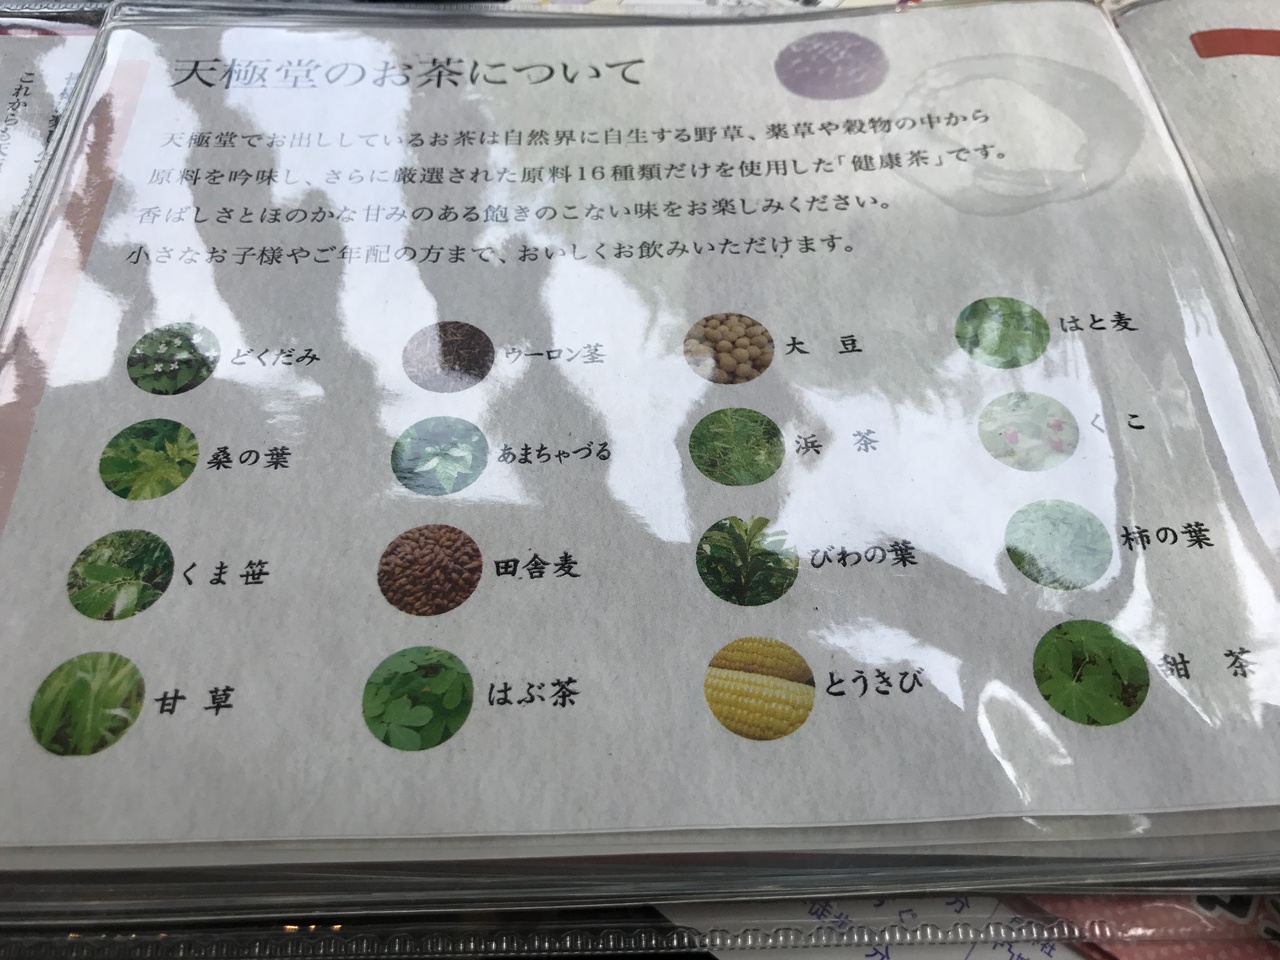 天極堂のお茶について
天極堂でお出ししているお茶は自然界に自生する野草、薬草や穀物の中から
原料を吟味し、さらに厳選された原料16種類だけを使用した「健康茶」です。
香ばしさとほのかな甘みのある飽きのこない味をお楽しみください。
小さなお子様やご年配の方まで、おいしくお飲みいただけます。
どくだみ
ウーロン茎
大 豆
はと麦
桑の葉
あまちゃづる
浜 茶
くこ
くま笹
田舎麦
びわの葉
柿の葉
甘草
はぶ茶
とうきび
甜 茶
これから